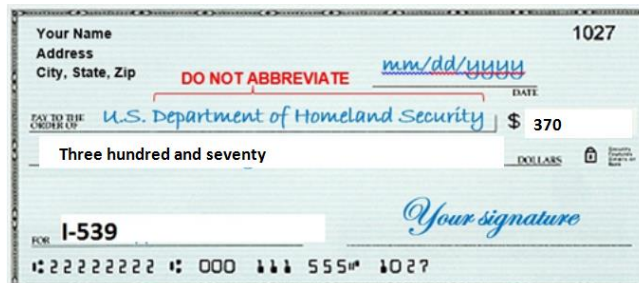 Your Name 1027
Address
City, State, Zip
DO NOT ABBREVIATE mm/dd/yyyy
DATE
PAY TO THE
ORDER OF U.S. Department of Homeland Security $ 370
Three hundred and seventy DOLLARS
Your signature
FOR I-539
⑆22222222 ⑆ 000 111 555⑈ 1027